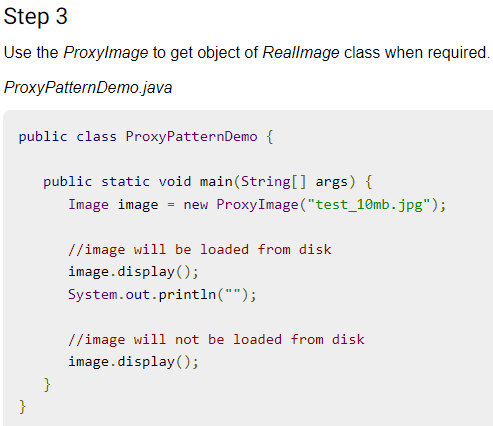 Step 3
Use the ProxyImage to get object of RealImage class when required.
ProxyPatternDemo.java
public class ProxyPatternDemo {
public static void main(String[] args) {
Image image = new ProxyImage("test_10mb.jpg");
//image will be loaded from disk
image.display();
System.out.println("");
//image will not be loaded from disk
image.display();
}
}